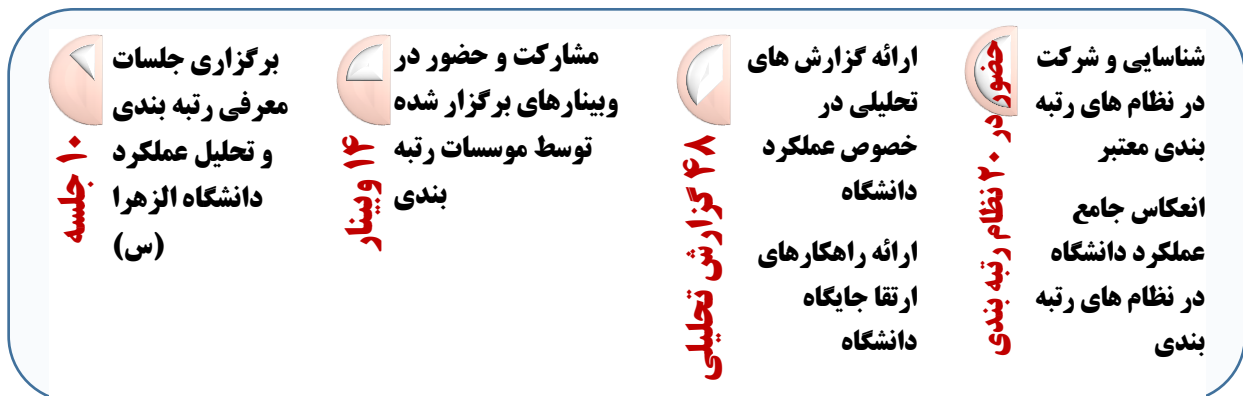 شناسایی و شرکت
در نظام های رتبه
بندی معتبر
انعکاس جامع
عملکرد دانشگاه
در نظام های رتبه
بندی
حضور در ۲۰ نظام رتبه بندی
ارائه گزارش های
تحلیلی در
خصوص عملکرد
دانشگاه
ارائه راهکارهای
ارتقا جایگاه
دانشگاه
۴۸ گزارش تحلیلی
مشارکت و حضور در
وبینارهای برگزار شده
توسط موسسات رتبه
بندی
۱۴ وبینار
برگزاری جلسات
معرفی رتبه بندی
و تحلیل عملکرد
دانشگاه الزهرا
(س)
۱۰ جلسه